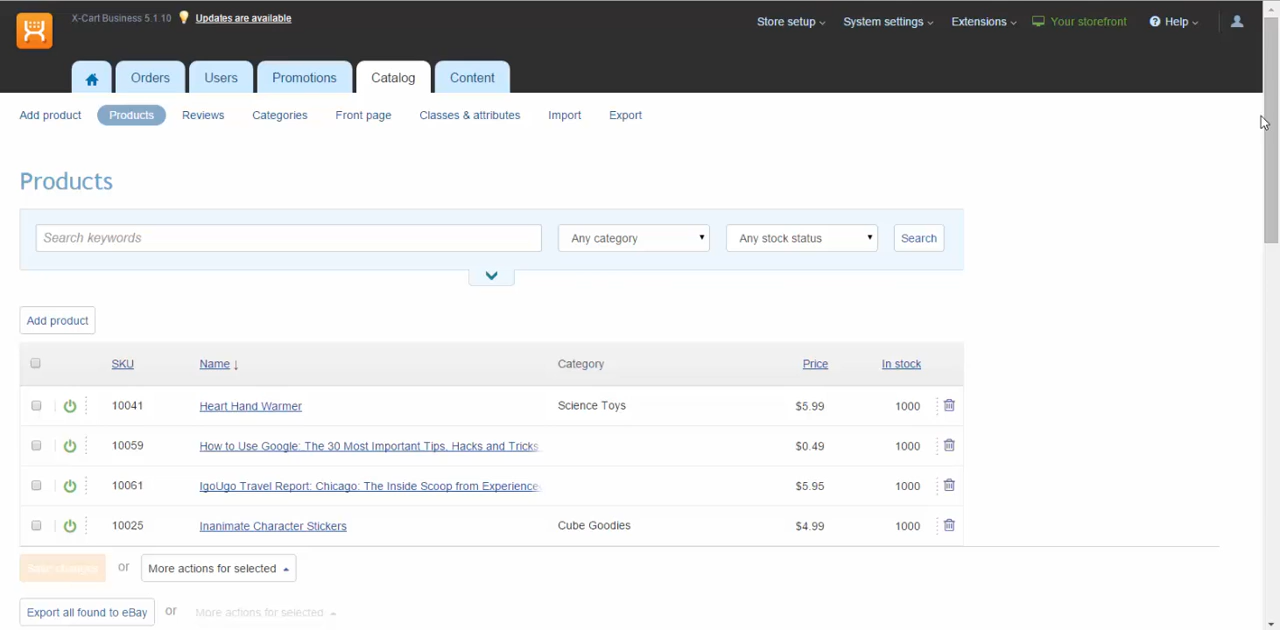 X-Cart Business 5.1.10 Updates are available
Store setup System settings Extensions Your storefront Help
Orders Users Promotions Catalog Content
Add product Products Reviews Categories Front page Classes & attributes Import Export
Products
Search keywords Any category Any stock status Search
Add product
SKU Name ↓ Category Price In stock
10041 Heart Hand Warmer Science Toys $5.99 1000
10059 How to Use Google: The 30 Most Important Tips, Hacks and Tricks $0.49 1000
10061 IgoUgo Travel Report: Chicago: The Inside Scoop from Experience $5.95 1000
10025 Inanimate Character Stickers Cube Goodies $4.99 1000
Save changes or More actions for selected
Export all found to eBay or More actions for selected